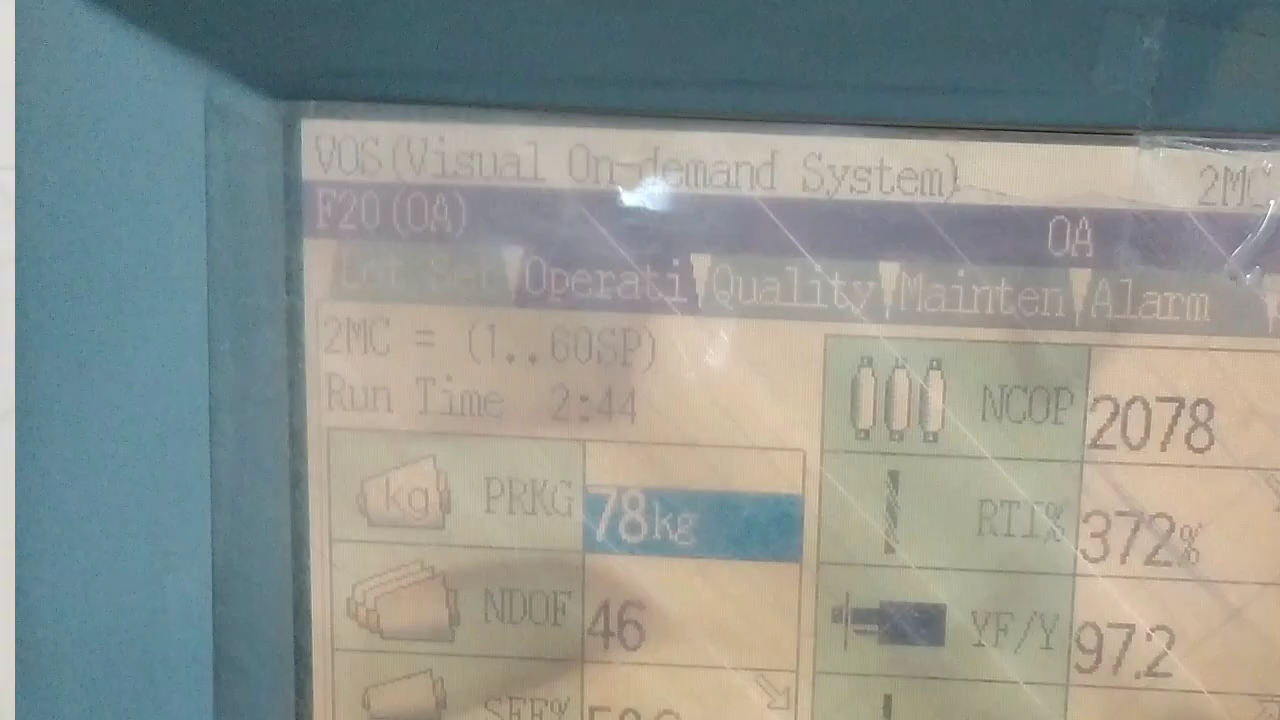 VOS(Visual On-demand System) 2MC
F20(OA) OA
Operati Quality Mainten Alarm
2MC = (1..60SP)
Run Time 2:44
NCOP 2078
kg PRKG 78kg
RTI% 372%
NDOF 46
YF/Y 97.2